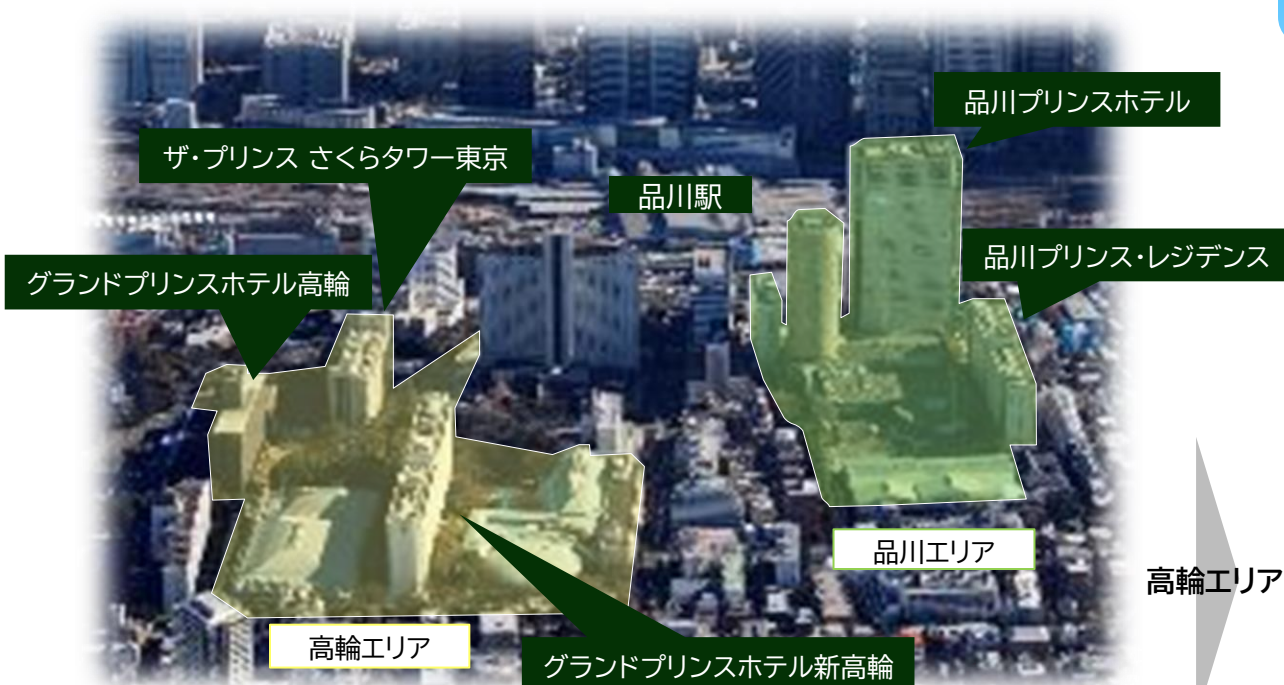 品川プリンスホテル
ザ・プリンス さくらタワー東京
品川駅
品川プリンス・レジデンス
グランドプリンスホテル高輪
品川エリア
高輪エリア
高輪エリア
グランドプリンスホテル新高輪